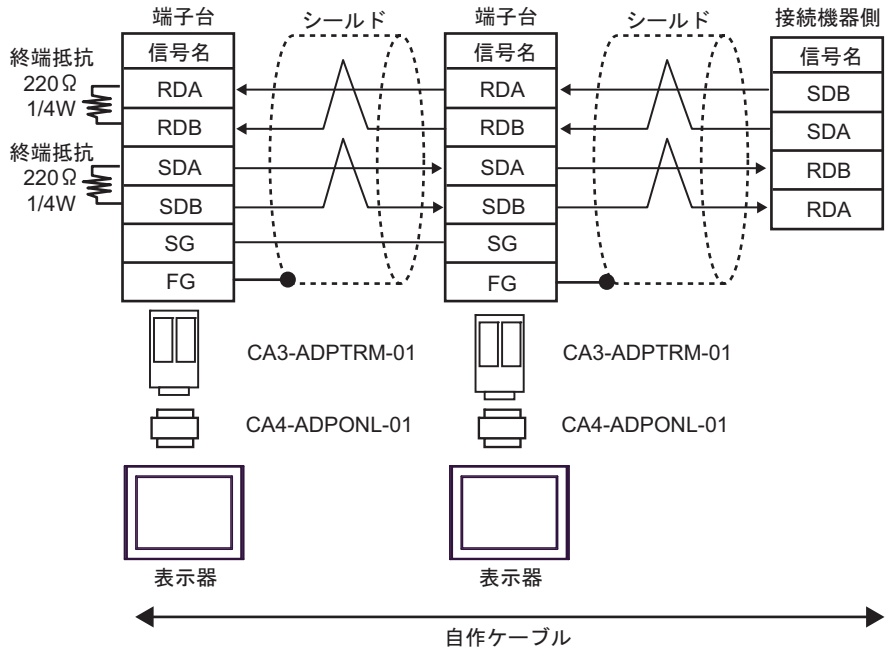 端子台
シールド
端子台
シールド
接続機器側
終端抵抗
220Ω
1/4W
終端抵抗
220Ω
1/4W
信号名
RDA
RDB
SDA
SDB
SG
FG
信号名
RDA
RDB
SDA
SDB
SG
FG
信号名
SDB
SDA
RDB
RDA
CA3-ADPTRM-01
CA3-ADPTRM-01
CA4-ADPONL-01
CA4-ADPONL-01
表示器
表示器
自作ケーブル